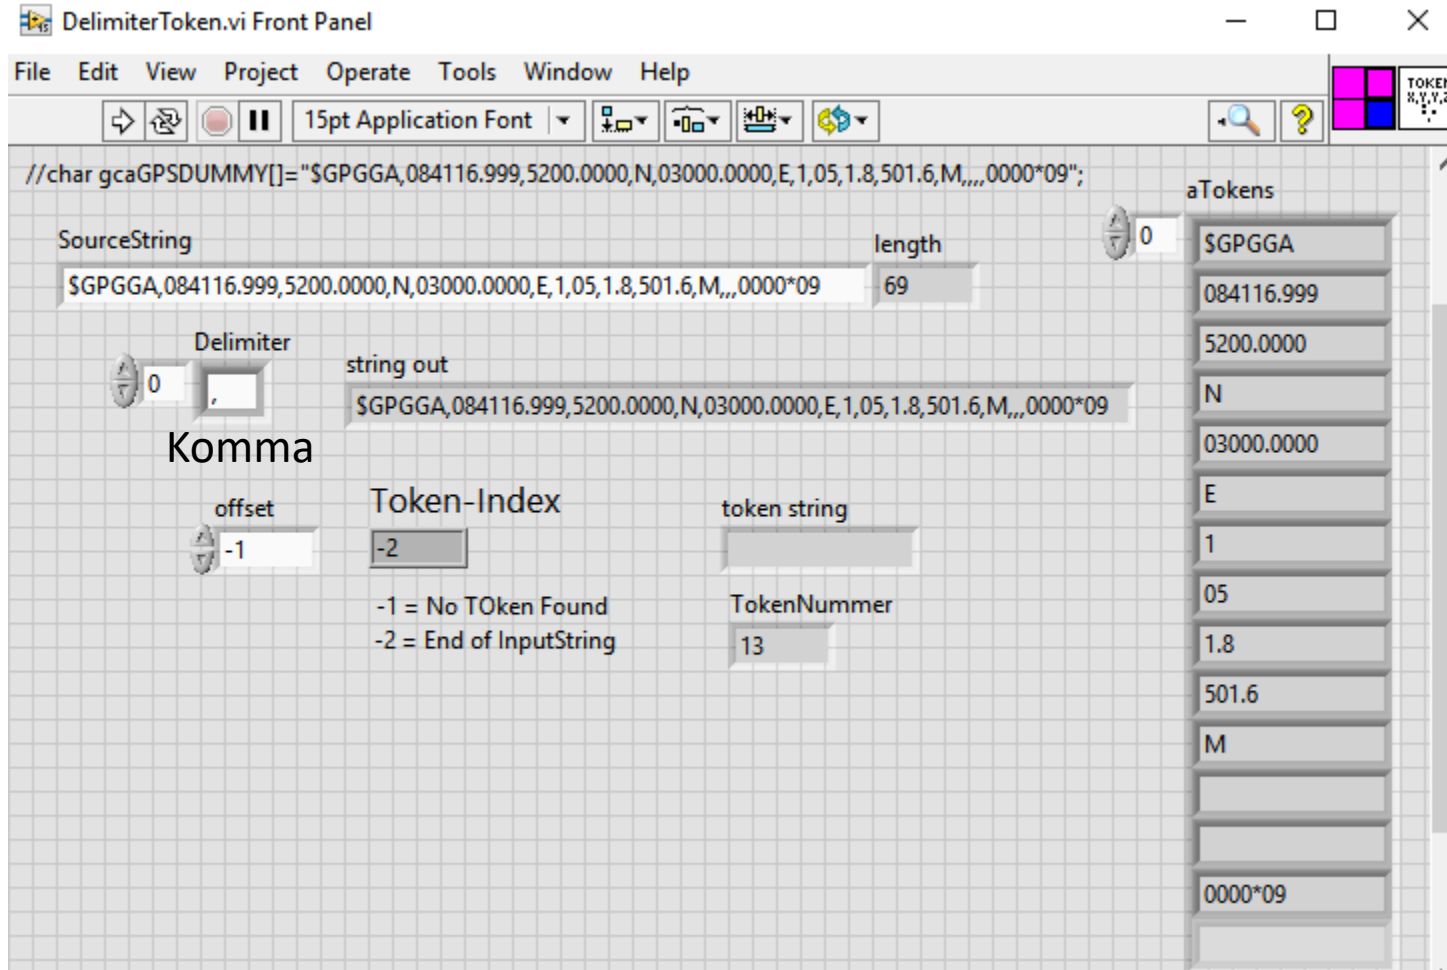 DelimiterToken.vi Front Panel
File Edit View Project Operate Tools Window Help
15pt Application Font
TOKEN
X,Y,Y,Z
//char gcaGPSDUMMY[]="$GPGGA,084116.999,5200.0000,N,03000.0000,E,1,05,1.8,501.6,M,,,,0000*09";
SourceString
$GPGGA,084116.999,5200.0000,N,03000.0000,E,1,05,1.8,501.6,M,,,0000*09
length
69
Delimiter
0
,
Komma
string out
$GPGGA,084116.999,5200.0000,N,03000.0000,E,1,05,1.8,501.6,M,,,0000*09
offset
-1
Token-Index
-2
-1 = No TOken Found
-2 = End of InputString
token string
TokenNummer
13
aTokens
0
$GPGGA
084116.999
5200.0000
N
03000.0000
E
1
05
1.8
501.6
M
0000*09